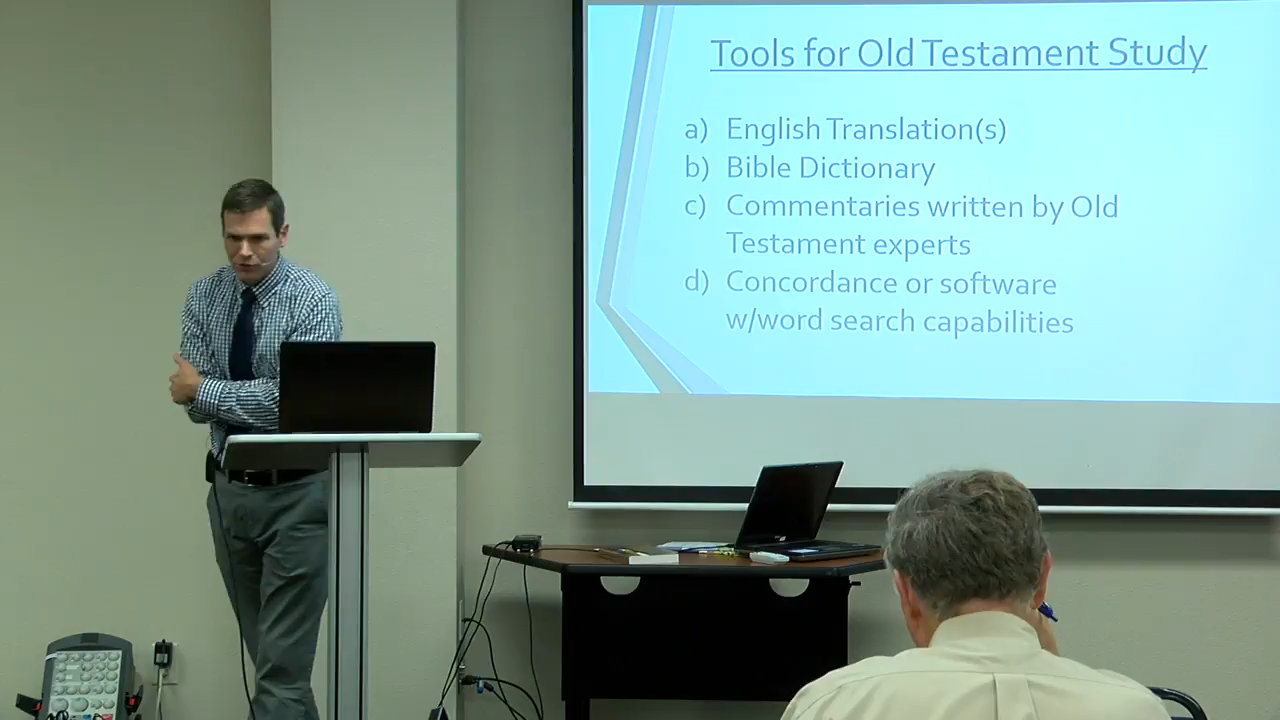 Tools for Old Testament Study
a) English Translation(s)
b) Bible Dictionary
c) Commentaries written by Old
Testament experts
d) Concordance or software
w/word search capabilities